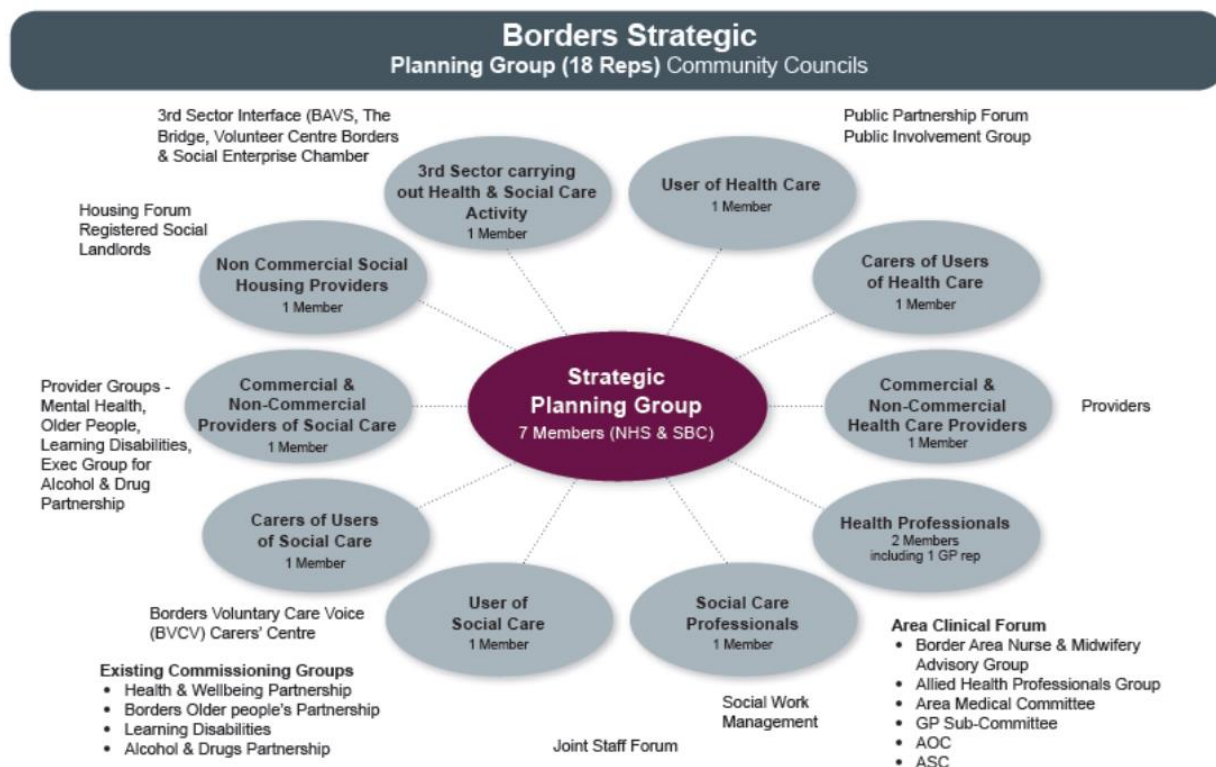 Borders Strategic
Planning Group (18 Reps) Community Councils
3rd Sector Interface (BAVS, The
Bridge, Volunteer Centre Borders
& Social Enterprise Chamber
Public Partnership Forum
Public Involvement Group
3rd Sector carrying
out Health & Social Care
Activity
1 Member
User of Health Care
1 Member
Housing Forum
Registered Social
Landlords
Non Commercial Social
Housing Providers
1 Member
Carers of Users
of Health Care
1 Member
Strategic
Planning Group
7 Members (NHS & SBC)
Provider Groups -
Mental Health,
Older People,
Learning Disabilities,
Exec Group for
Alcohol & Drug
Partnership
Commercial &
Non-Commercial
Providers of Social Care
1 Member
Commercial &
Non-Commercial
Health Care Providers
1 Member
Providers
Carers of Users
of Social Care
1 Member
Health Professionals
2 Members
including 1 GP rep
User of
Social Care
1 Member
Social Care
Professionals
1 Member
Borders Voluntary Care Voice
(BVCV) Carers' Centre
Existing Commissioning Groups
• Health & Wellbeing Partnership
• Borders Older people's Partnership
• Learning Disabilities
• Alcohol & Drugs Partnership
Joint Staff Forum
Social Work
Management
Area Clinical Forum
• Border Area Nurse & Midwifery
Advisory Group
• Allied Health Professionals Group
• Area Medical Committee
• GP Sub-Committee
• AOC
• ASC